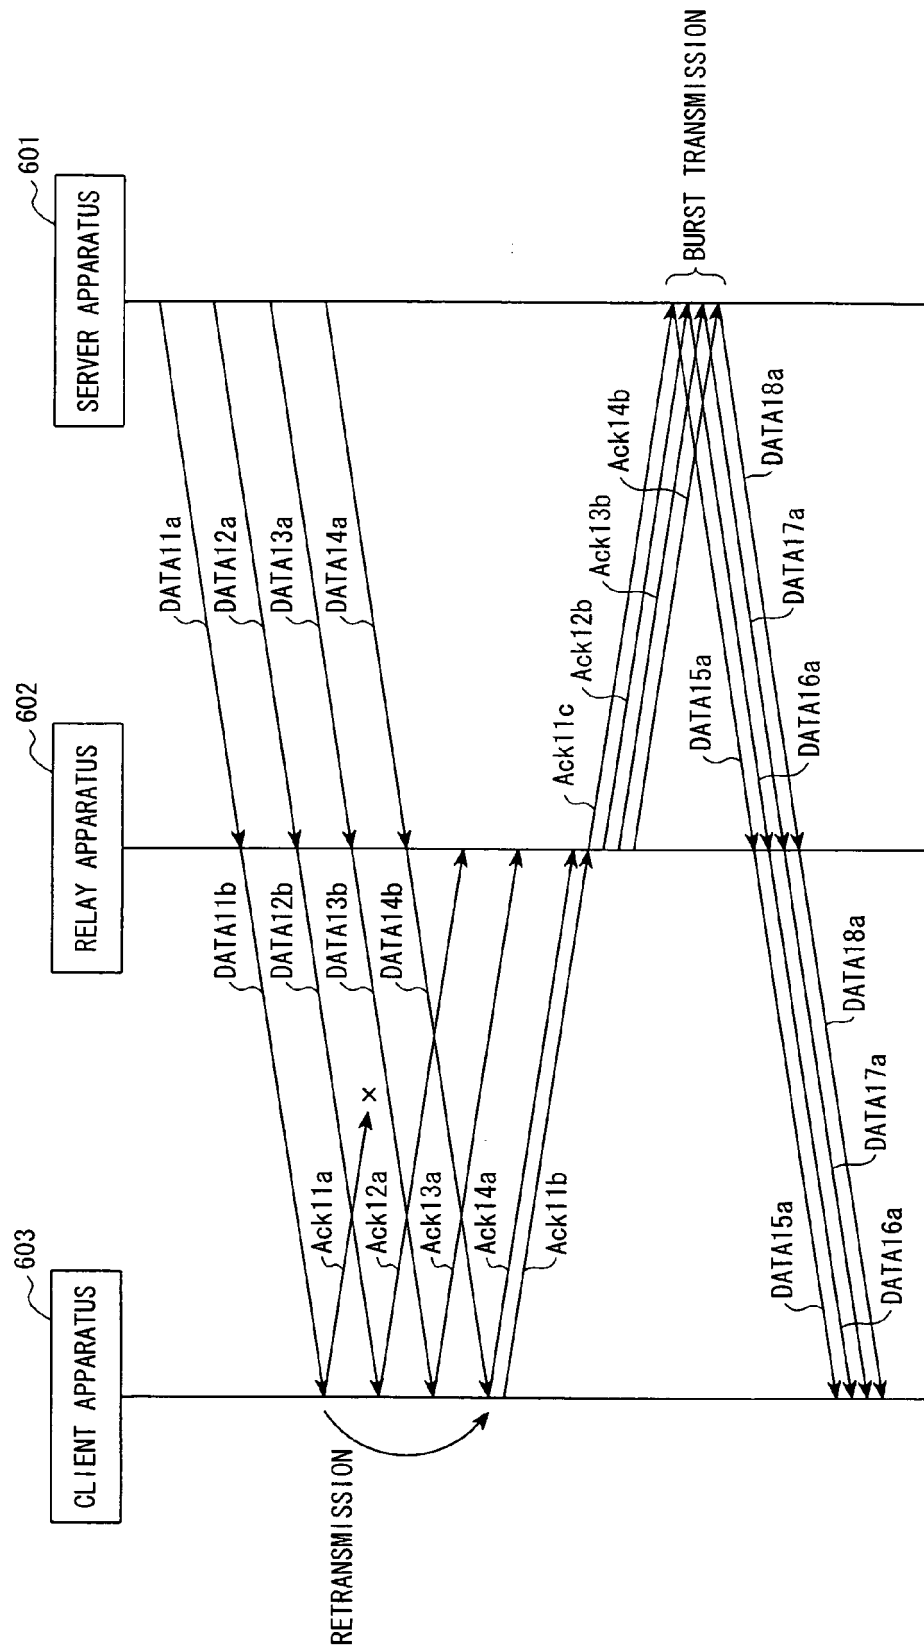 603
CLIENT APPARATUS
602
RELAY APPARATUS
601
SERVER APPARATUS
DATA11a
DATA12a
DATA13a
DATA14a
DATA11b
DATA12b
DATA13b
DATA14b
Ack11a
×
Ack12a
Ack13a
Ack14a
Ack11b
RETRANSMISSION
Ack11c
Ack12b
Ack13b
Ack14b
BURST TRANSMISSION
DATA15a
DATA16a
DATA17a
DATA18a
DATA15a
DATA16a
DATA17a
DATA18a